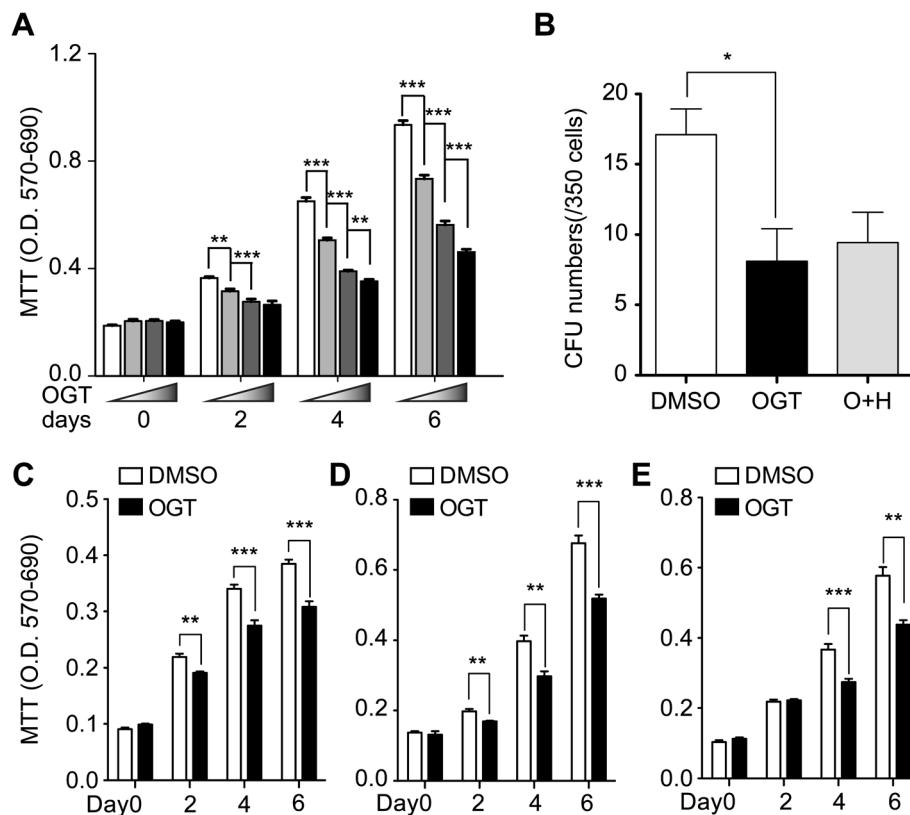 A
MTT (O.D. 570-690)
1.2
0.8
0.4
0.0
** ***
*** *** **
*** *** ***
OGT
days 0 2 4 6
B
CFU numbers(/350 cells)
20
15
10
5
0
*
DMSO OGT O+H
C
DMSO
OGT
MTT (O.D. 570-690)
0.5
0.4
0.3
0.2
0.1
0.0
** *** ***
Day0 2 4 6
D
DMSO
OGT
0.8
0.6
0.4
0.2
0.0
** ** ***
Day0 2 4 6
E
DMSO
OGT
0.8
0.6
0.4
0.2
0.0
*** **
Day0 2 4 6